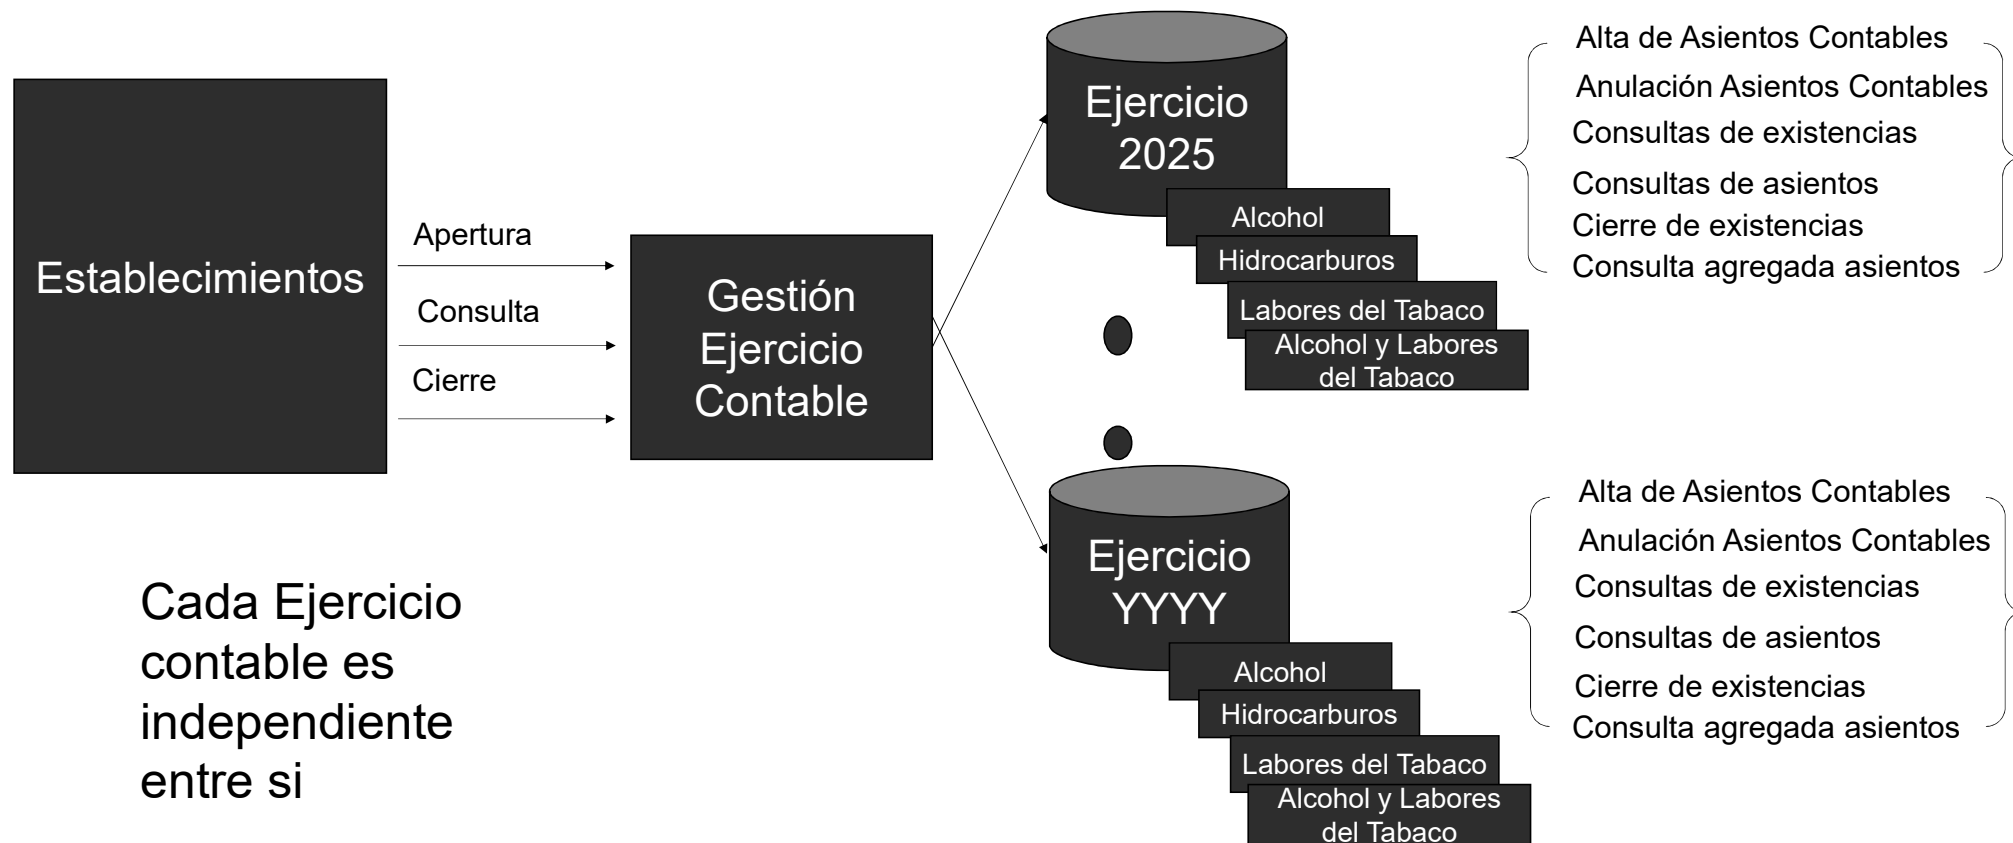 Establecimientos
Apertura
Consulta
Cierre
Gestión
Ejercicio
Contable
Ejercicio
2025
Alcohol
Hidrocarburos
Labores del Tabaco
Alcohol y Labores
del Tabaco
Alta de Asientos Contables
Anulación Asientos Contables
Consultas de existencias
Consultas de asientos
Cierre de existencias
Consulta agregada asientos
Ejercicio
YYYY
Alcohol
Hidrocarburos
Labores del Tabaco
Alcohol y Labores
del Tabaco
Alta de Asientos Contables
Anulación Asientos Contables
Consultas de existencias
Consultas de asientos
Cierre de existencias
Consulta agregada asientos
Cada Ejercicio
contable es
independiente
entre si